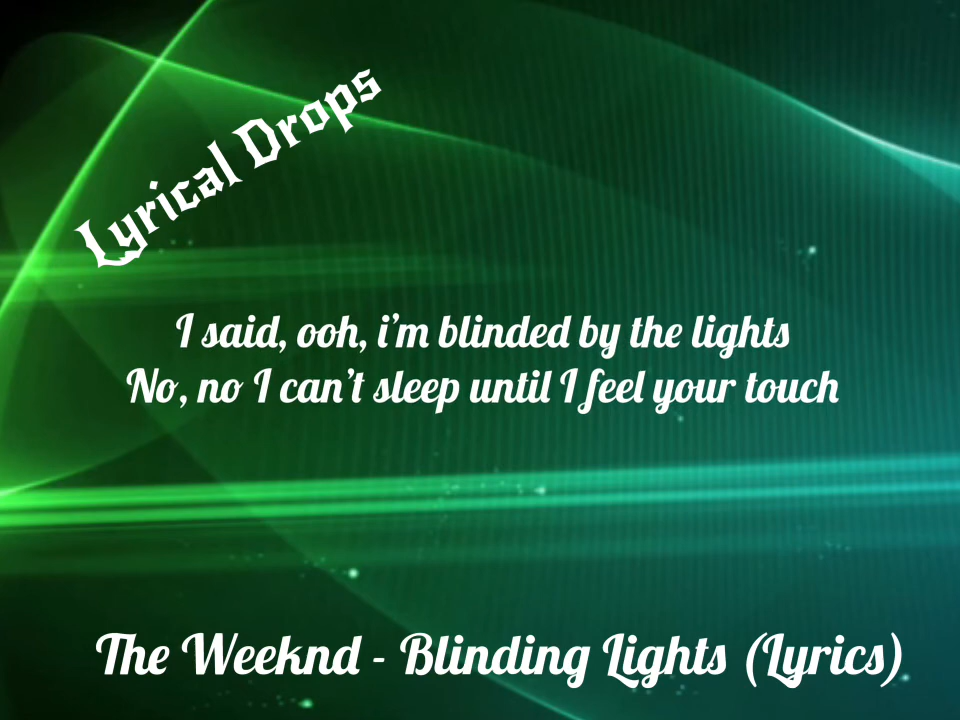 Lyrical Drops
I said, ooh, i'm blinded by the lights
No, no I can't sleep until I feel your touch
The Weeknd - Blinding Lights (Lyrics)